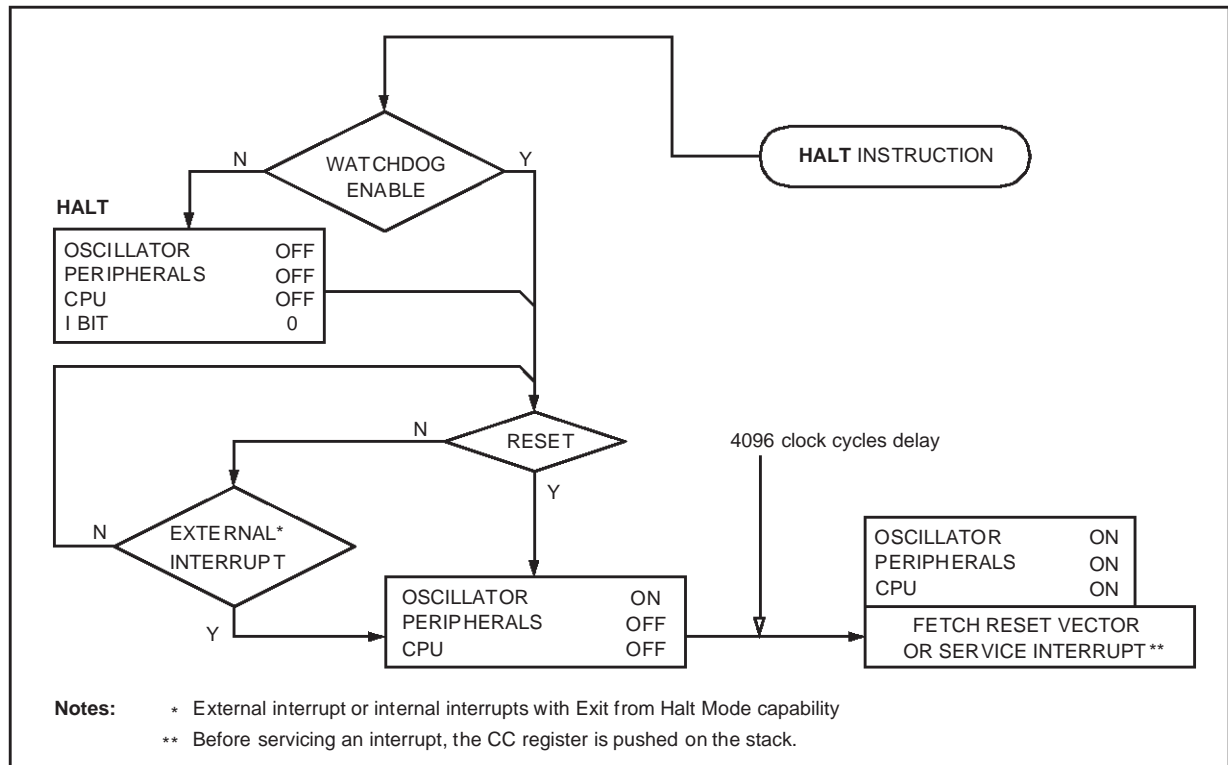 HALT INSTRUCTION
N
WATCHDOG
ENABLE
Y
HALT
OSCILLATOR OFF
PERIPHERALS OFF
CPU OFF
I BIT 0
N
RESET
Y
4096 clock cycles delay
N
EXTERNAL*
INTERRUPT
Y
OSCILLATOR ON
PERIPHERALS OFF
CPU OFF
OSCILLATOR ON
PERIPHERALS ON
CPU ON
FETCH RESET VECTOR
OR SERVICE INTERRUPT**
Notes: * External interrupt or internal interrupts with Exit from Halt Mode capability
** Before servicing an interrupt, the CC register is pushed on the stack.